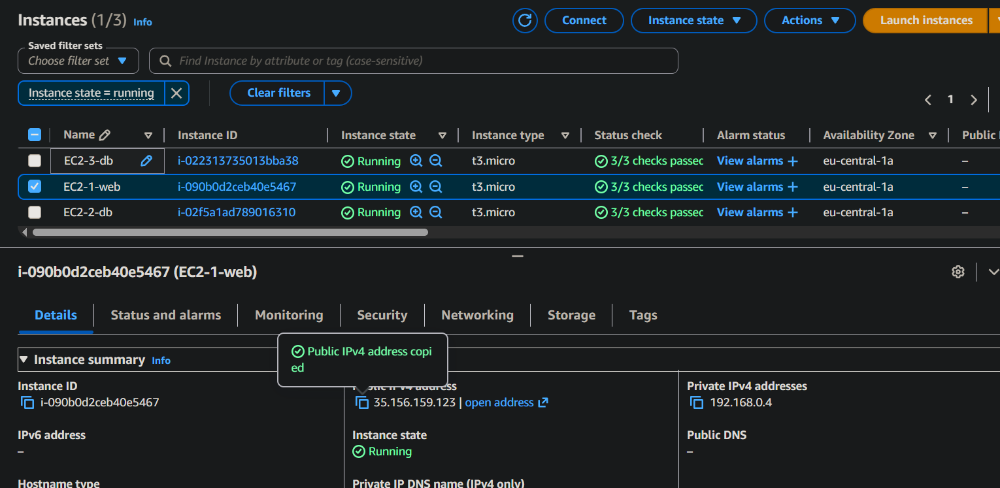 Instances (1/3) Info
Connect
Instance state
Actions
Launch instances
Saved filter sets
Choose filter set
Find Instance by attribute or tag (case-sensitive)
Instance state = running
Clear filters
1
Name Instance ID Instance state Instance type Status check Alarm status Availability Zone Public
EC2-3-db i-022313735013bba38 Running t3.micro 3/3 checks passec View alarms + eu-central-1a –
EC2-1-web i-090b0d2ceb40e5467 Running t3.micro 3/3 checks passec View alarms + eu-central-1a –
EC2-2-db i-02f5a1ad789016310 Running t3.micro 3/3 checks passec View alarms + eu-central-1a –
i-090b0d2ceb40e5467 (EC2-1-web)
Details Status and alarms Monitoring Security Networking Storage Tags
Public IPv4 address copi
ed
Instance summary Info
Instance ID
i-090b0d2ceb40e5467
Public IPv4 address
35.156.159.123 | open address
Private IPv4 addresses
192.168.0.4
IPv6 address
–
Instance state
Running
Public DNS
–
Hostname type
Private IP DNS name (IPv4 only)